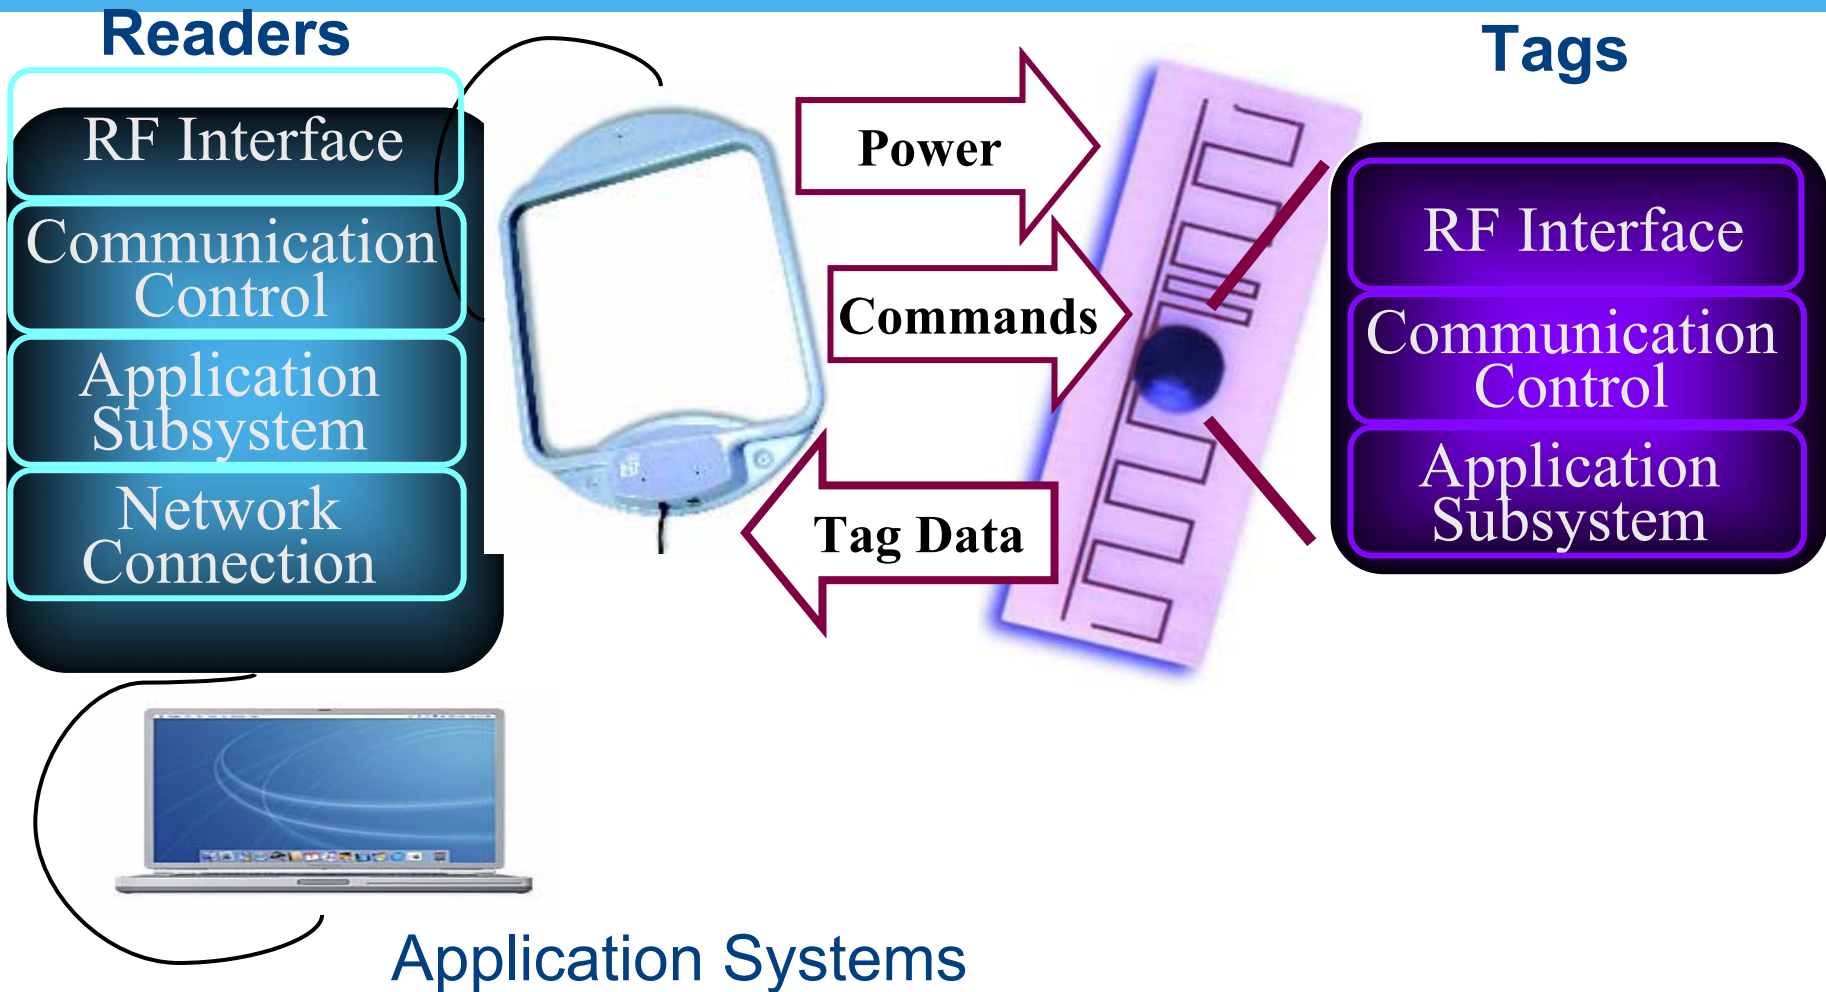 Readers
Tags
RF Interface
Communication
Control
Application
Subsystem
Network
Connection
Power
Commands
Tag Data
RF Interface
Communication
Control
Application
Subsystem
Application Systems